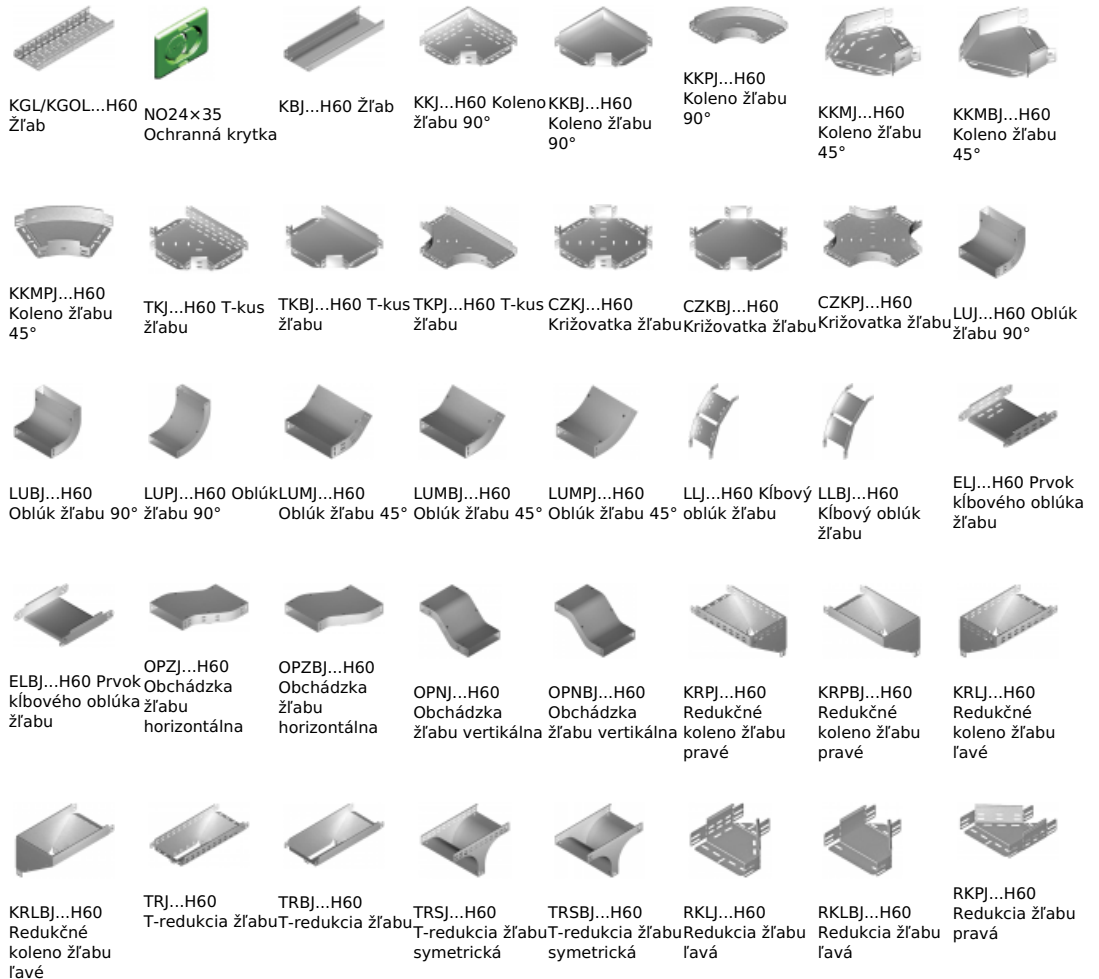 KGL/KGOL...H60
Žľab
NO24×35
Ochranná krytka
KBJ...H60 Žľab
KKJ...H60 Koleno
žľabu 90°
KKBJ...H60
Koleno žľabu
90°
KKPJ...H60
Koleno žľabu
90°
KKMJ...H60
Koleno žľabu
45°
KKMBJ...H60
Koleno žľabu
45°
KKMPJ...H60
Koleno žľabu
45°
TKJ...H60 T-kus
žľabu
TKBJ...H60 T-kus
žľabu
TKPJ...H60 T-kus
žľabu
CZKJ...H60
Križovatka žľabu
CZKBJ...H60
Križovatka žľabu
CZKPJ...H60
Križovatka žľabu
LUJ...H60 Oblúk
žľabu 90°
LUBJ...H60
Oblúk žľabu 90°
LUPJ...H60 Oblúk
žľabu 90°
LUMJ...H60
Oblúk žľabu 45°
LUMBJ...H60
Oblúk žľabu 45°
LUMPJ...H60
Oblúk žľabu 45°
LLJ...H60 Kĺbový
oblúk žľabu
LLBJ...H60
Kĺbový oblúk
žľabu
ELJ...H60 Prvok
kĺbového oblúka
žľabu
ELBJ...H60 Prvok
kĺbového oblúka
žľabu
OPZJ...H60
Obchádzka
žľabu
horizontálna
OPZBJ...H60
Obchádzka
žľabu
horizontálna
OPNJ...H60
Obchádzka
žľabu vertikálna
OPNBJ...H60
Obchádzka
žľabu vertikálna
KRPJ...H60
Redukčné
koleno žľabu
pravé
KRPBJ...H60
Redukčné
koleno žľabu
pravé
KRLJ...H60
Redukčné
koleno žľabu
ľavé
KRLBJ...H60
Redukčné
koleno žľabu
ľavé
TRJ...H60
T-redukcia žľabu
TRBJ...H60
T-redukcia žľabu
TRSJ...H60
T-redukcia žľabu
symetrická
TRSBJ...H60
T-redukcia žľabu
symetrická
RKLJ...H60
Redukcia žľabu
ľavá
RKLBJ...H60
Redukcia žľabu
ľavá
RKPJ...H60
Redukcia žľabu
pravá